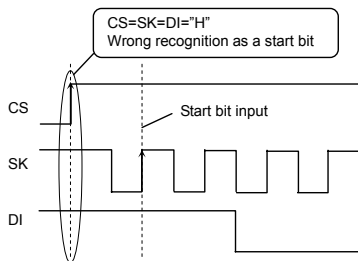 CS=SK=DI="H"
Wrong recognition as a start bit
Start bit input
CS
SK
DI